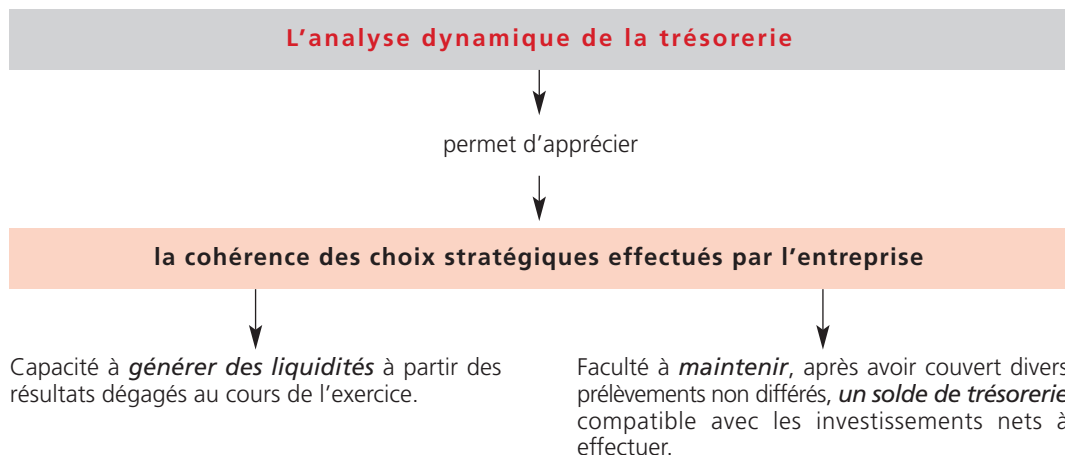 L'analyse dynamique de la trésorerie
permet d'apprécier
la cohérence des choix stratégiques effectués par l'entreprise
Capacité à générer des liquidités à partir des
résultats dégagés au cours de l'exercice.
Faculté à maintenir, après avoir couvert divers
prélèvements non différés, un solde de trésorerie
compatible avec les investissements nets à
effectuer.